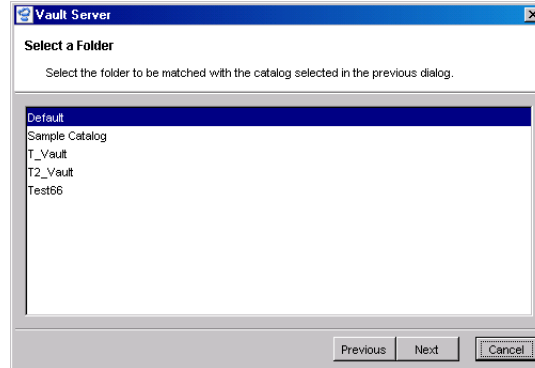 Vault Server
Select a Folder
Select the folder to be matched with the catalog selected in the previous dialog.
Default
Sample Catalog
T_Vault
T2_Vault
Test66
Previous Next Cancel